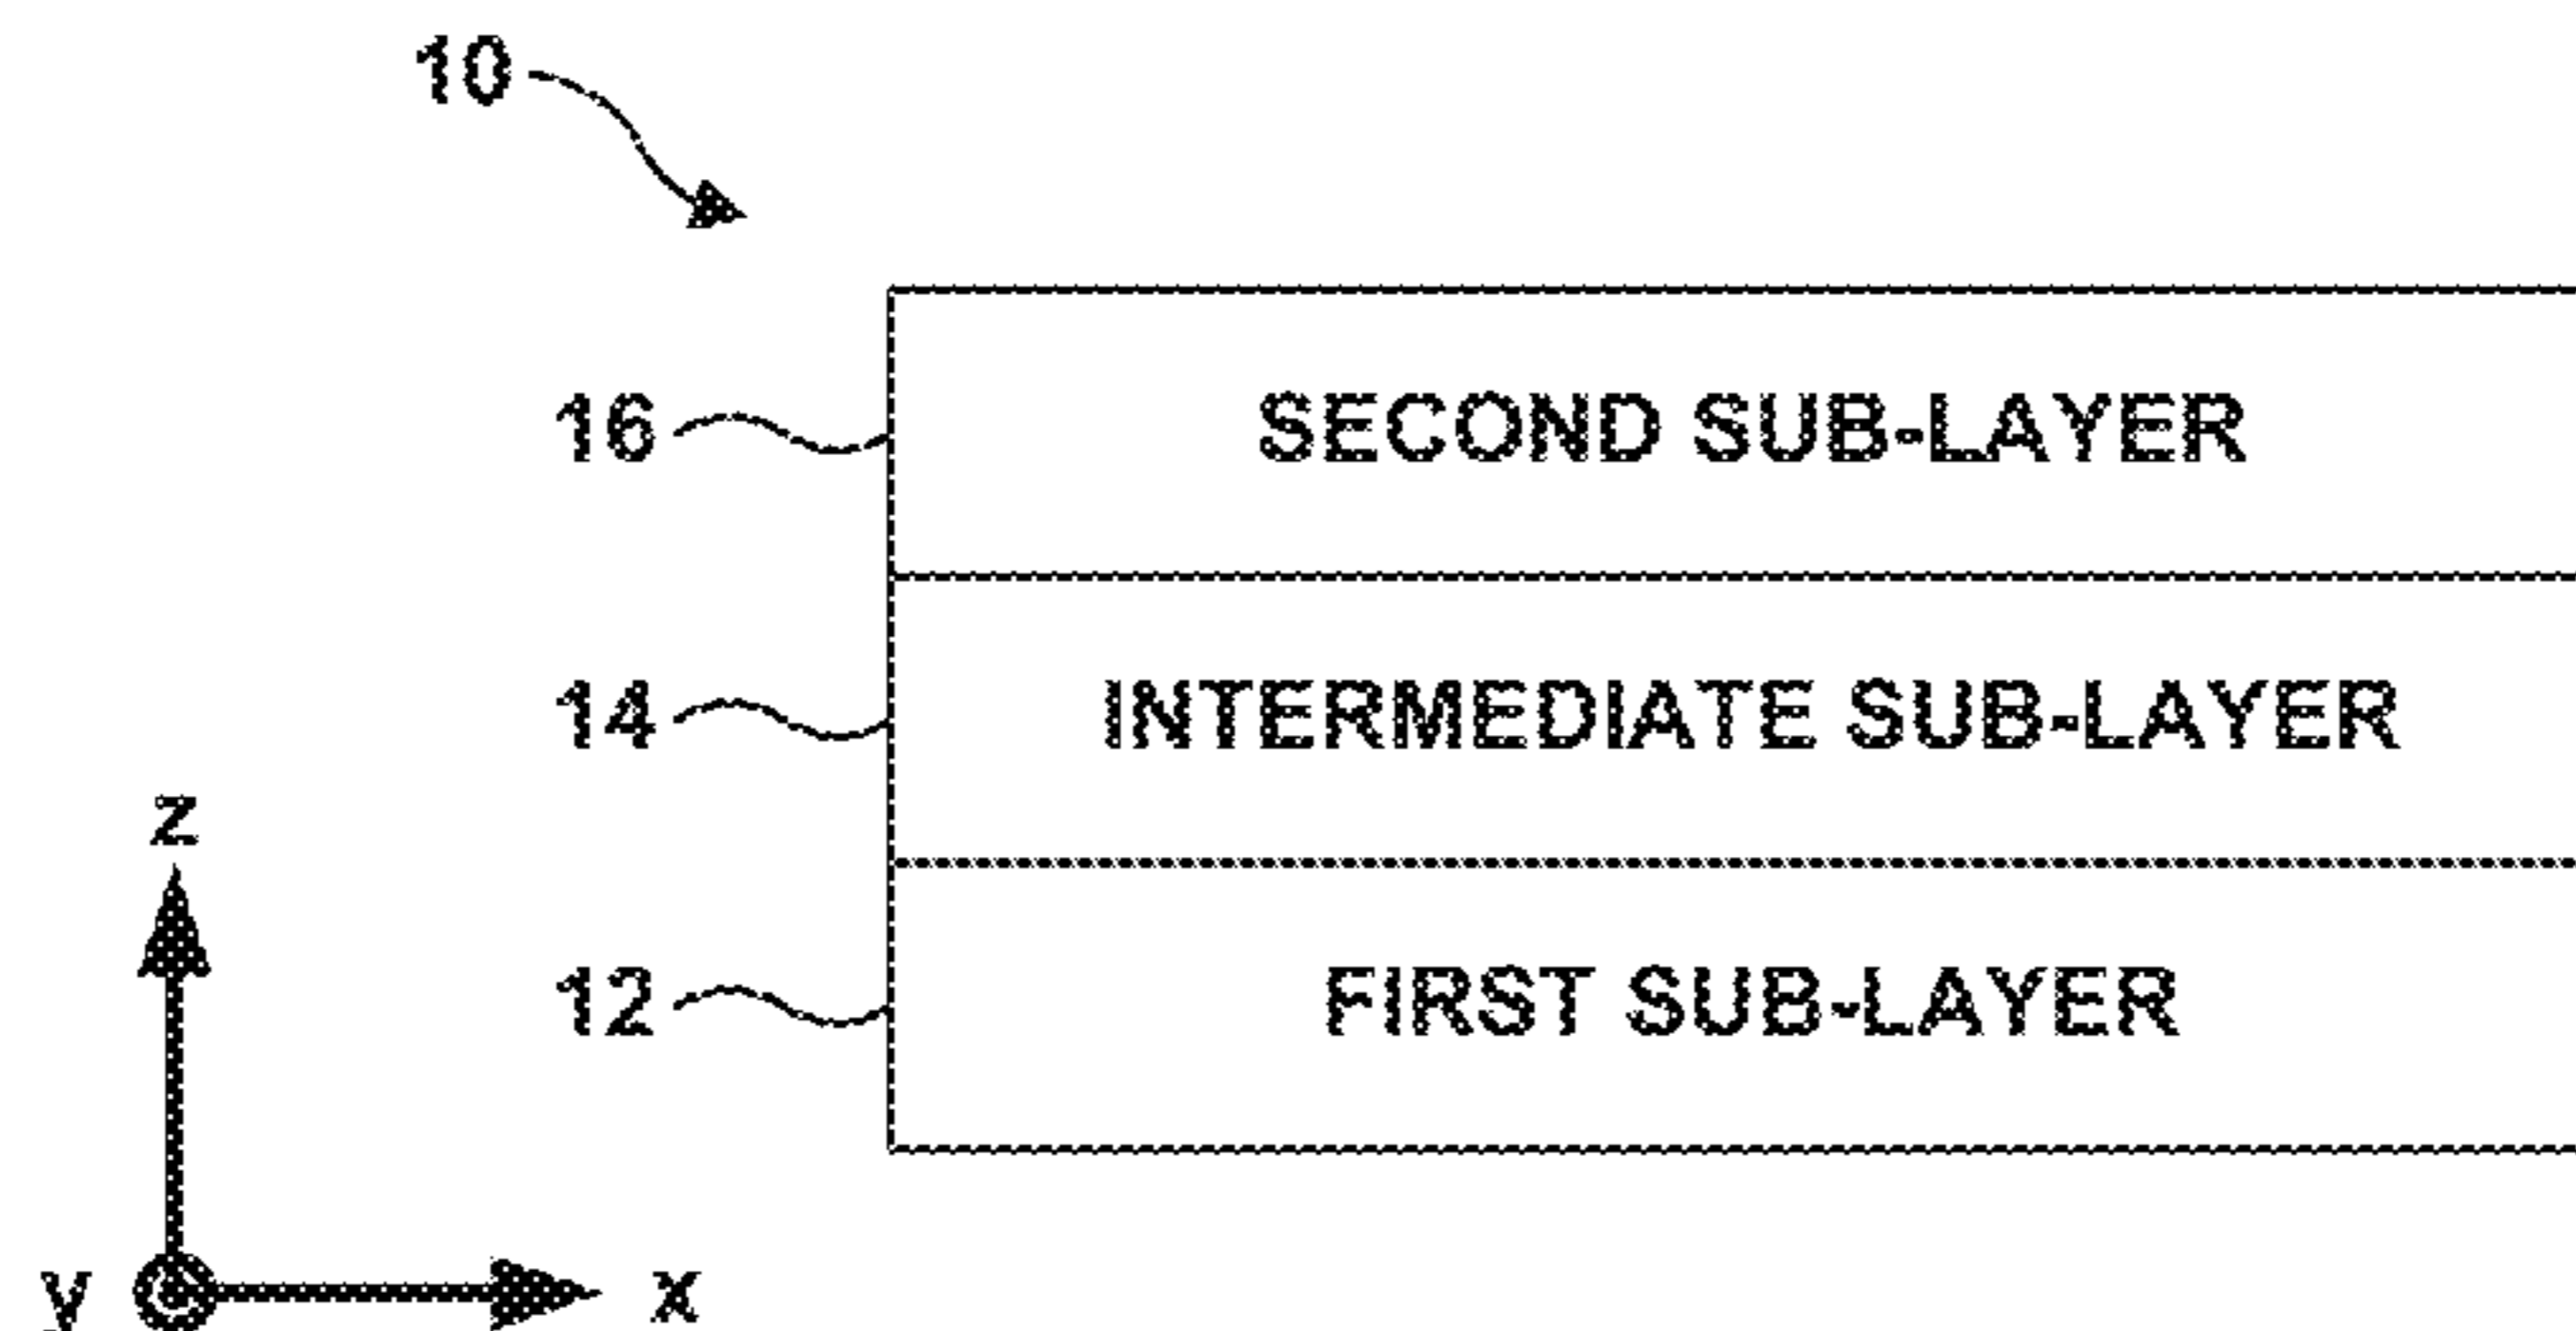 10
16 SECOND SUB-LAYER
14 INTERMEDIATE SUB-LAYER
z
12 FIRST SUB-LAYER
y x